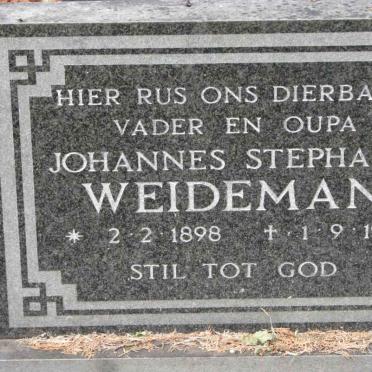 HIER RUS ONS DIERBA
VADER EN OUPA
JOHANNES STEPHA
WEIDEMAN
* 2·2·1898 †·1·9·1
STIL TOT GOD